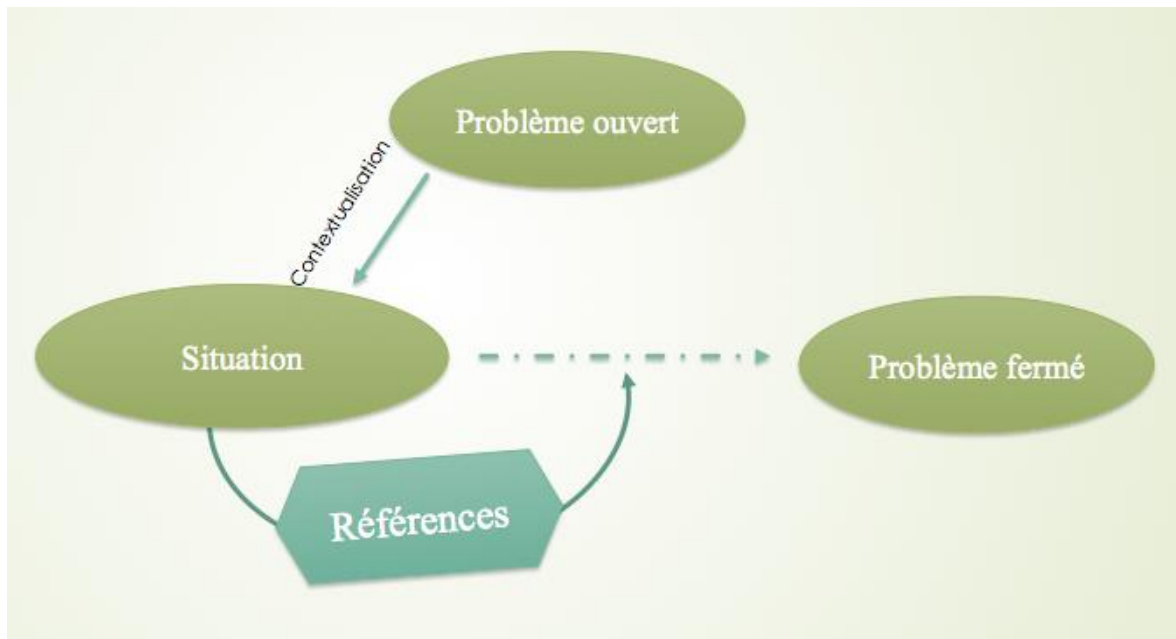 Problème ouvert
Contextualisation
Situation
Problème fermé
Références